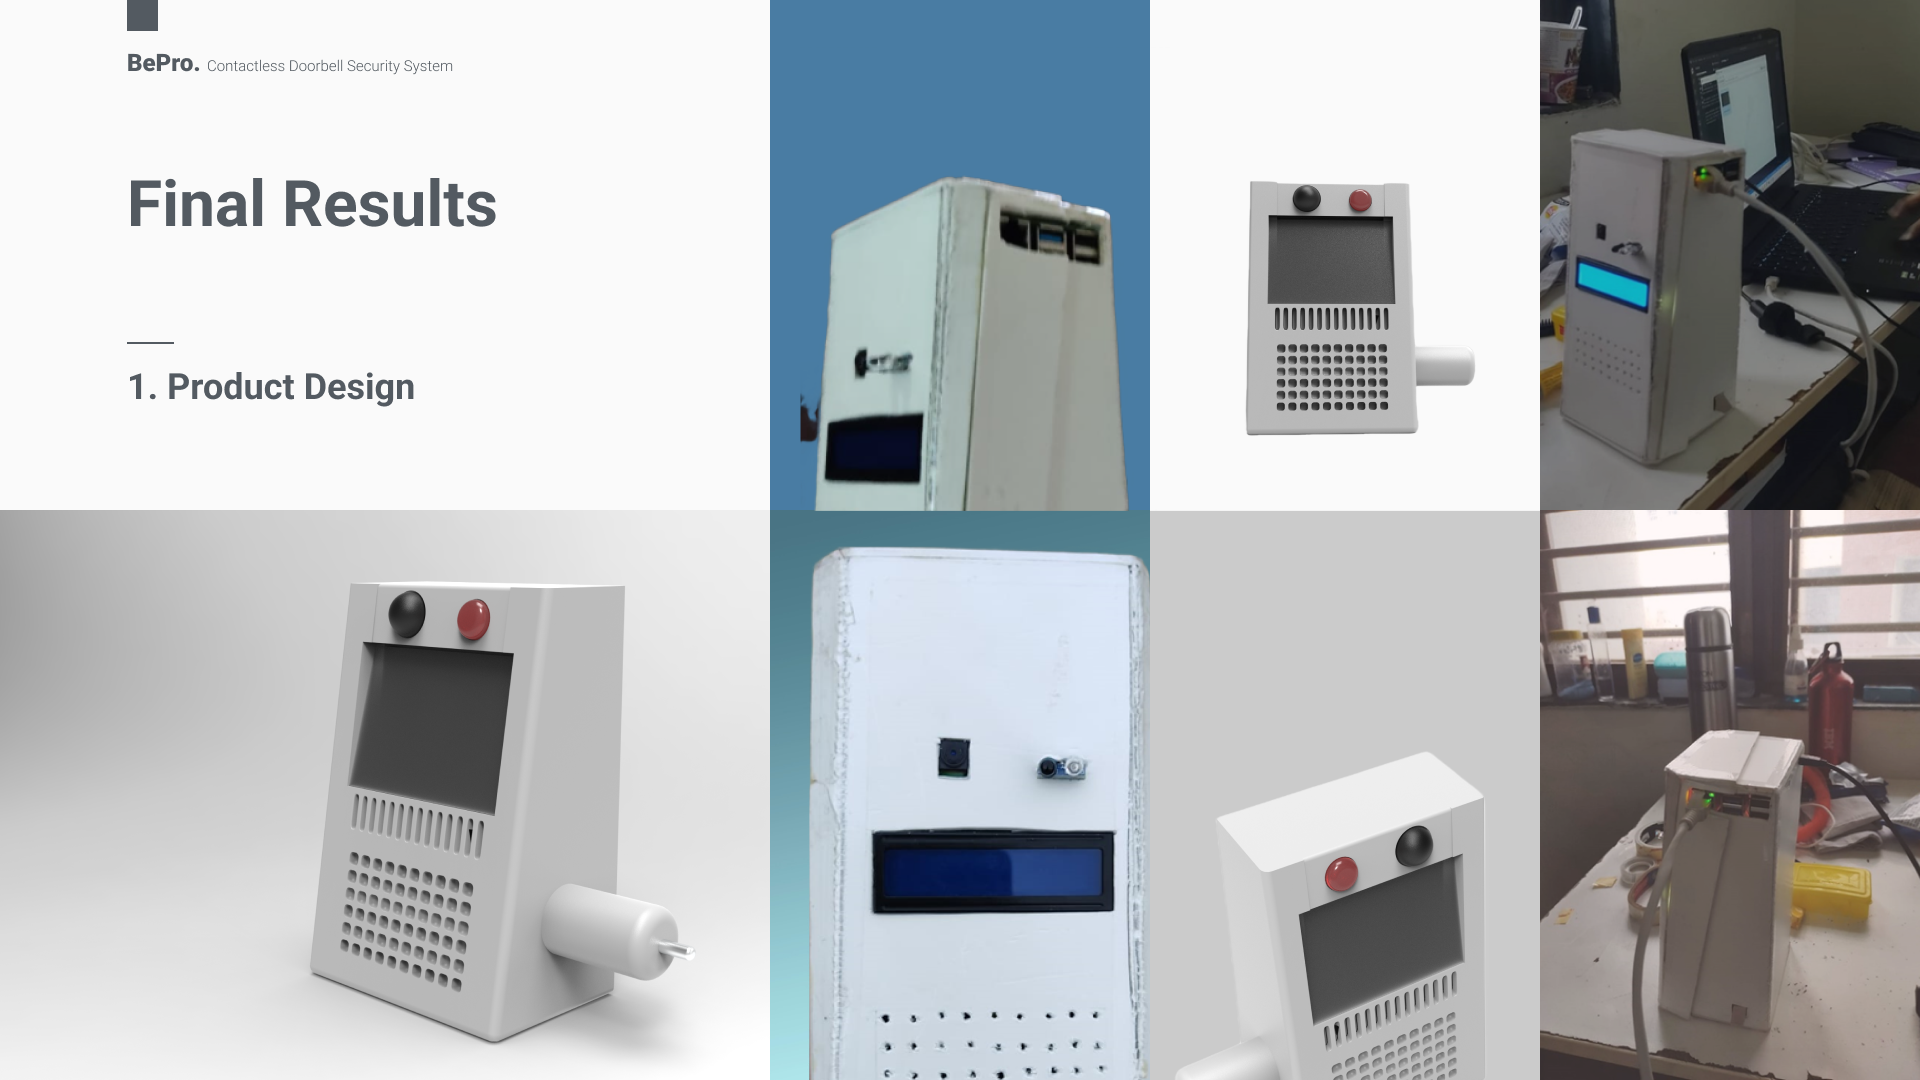 BePro. Contactless Doorbell Security System
Final Results
1. Product Design